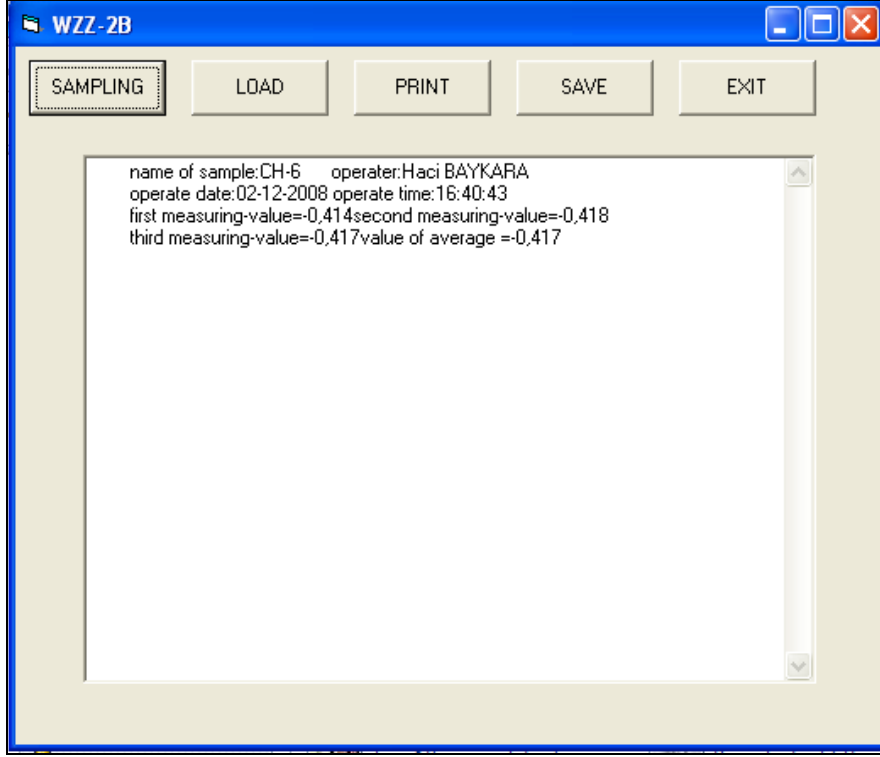 WZZ-2B
SAMPLING LOAD PRINT SAVE EXIT
name of sample:CH-6 operater:Haci BAYKARA
operate date:02-12-2008 operate time:16:40:43
first measuring-value=-0,414second measuring-value=-0,418
third measuring-value=-0,417value of average =-0,417